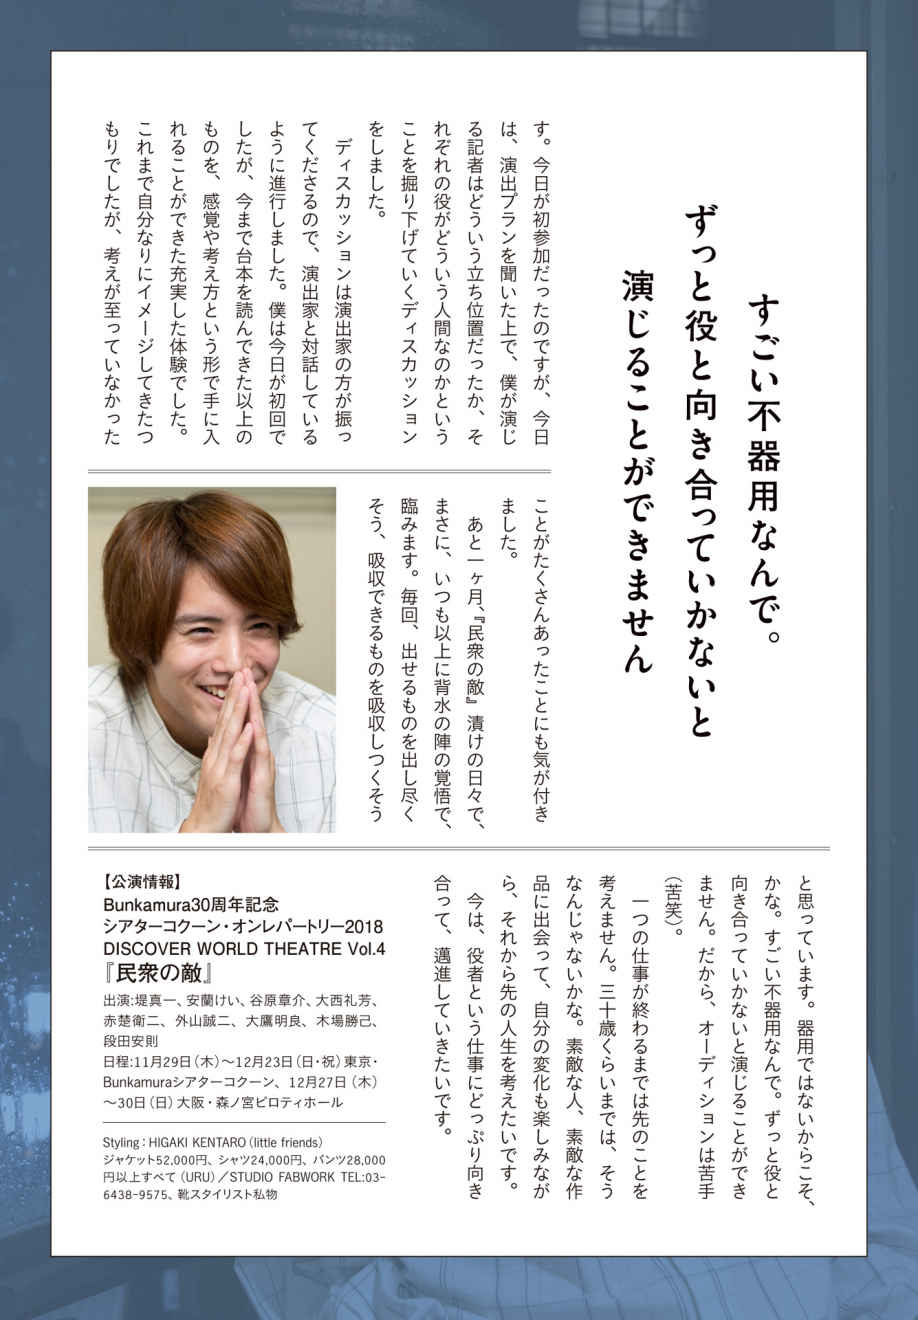 すごい不器用なんで。
ずっと役と向き合っていかないと
演じることができません
す。今日が初参加だったのですが、今日
は、演出プランを聞いた上で、僕が演じ
る記者はどういう立ち位置だったか、そ
れぞれの役がどういう人間なのかという
ことを掘り下げていくディスカッション
をしました。
ディスカッションは演出家の方が振っ
てくださるので、演出家と対話している
ように進行しました。僕は今日が初回で
したが、今まで台本を読んできた以上の
ものを、感覚や考え方という形で手に入
れることができた充実した体験でした。
これまで自分なりにイメージしてきたつ
もりでしたが、考えが至っていなかった
ことがたくさんあったことにも気が付き
ました。
あと一ヶ月、『民衆の敵』漬けの日々で、
まさに、いつも以上に背水の陣の覚悟で、
臨みます。毎回、出せるものを出し尽く
そう、吸収できるものを吸収しつくそう
と思っています。器用ではないからこそ、
かな。すごい不器用なんで。ずっと役と
向き合っていかないと演じることができ
ません。だから、オーディションは苦手
（苦笑）。
一つの仕事が終わるまでは先のことを
考えません。三十歳くらいまでは、そう
なんじゃないかな。素敵な人、素敵な作
品に出会って、自分の変化も楽しみなが
ら、それから先の人生を考えたいです。
今は、役者という仕事にどっぷり向き
合って、邁進していきたいです。
【公演情報】
Bunkamura30周年記念
シアターコクーン・オンレパートリー2018
DISCOVER WORLD THEATRE Vol.4
『民衆の敵』
出演:堤真一、安蘭けい、谷原章介、大西礼芳、
赤楚衛二、外山誠二、大鷹明良、木場勝己、
段田安則
日程:11月29日（木）〜12月23日（日・祝）東京・
Bunkamuraシアターコクーン、12月27日（木）
〜30日（日）大阪・森ノ宮ピロティホール
Styling：HIGAKI KENTARO（little friends）
ジャケット52,000円、シャツ24,000円、パンツ28,000
円以上すべて（URU）／STUDIO FABWORK TEL:03-
6438-9575、靴スタイリスト私物